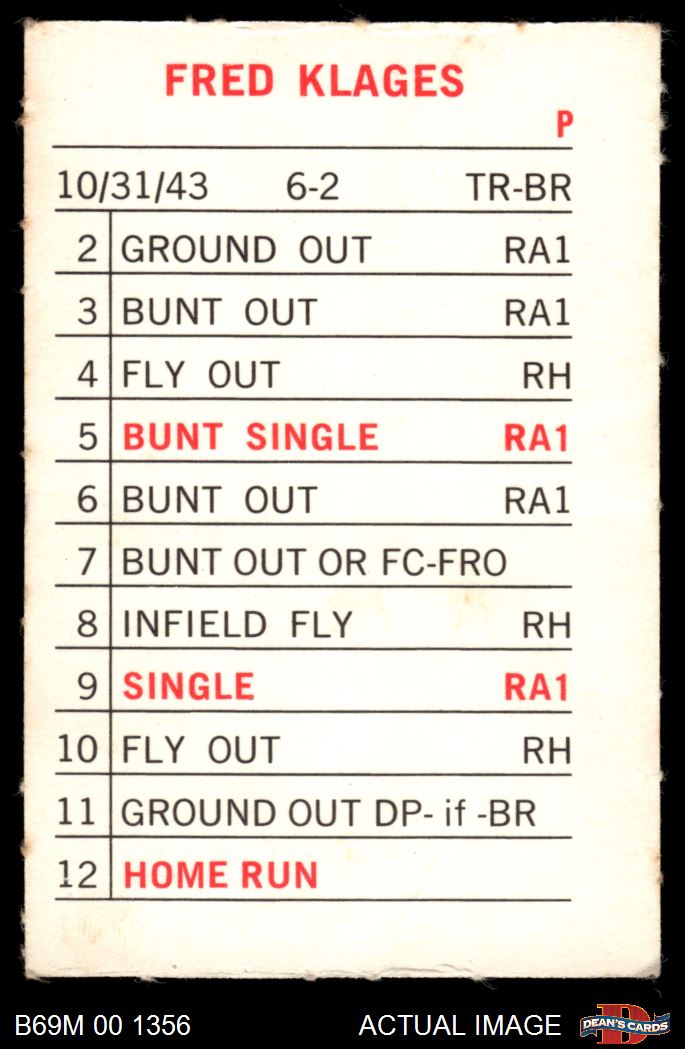 FRED KLAGES
P
10/31/43 6-2 TR-BR
2 GROUND OUT RA1
3 BUNT OUT RA1
4 FLY OUT RH
5 BUNT SINGLE RA1
6 BUNT OUT RA1
7 BUNT OUT OR FC-FRO
8 INFIELD FLY RH
9 SINGLE RA1
10 FLY OUT RH
11 GROUND OUT DP- if -BR
12 HOME RUN
B69M 00 1356 ACTUAL IMAGE D DEAN'S CARDS